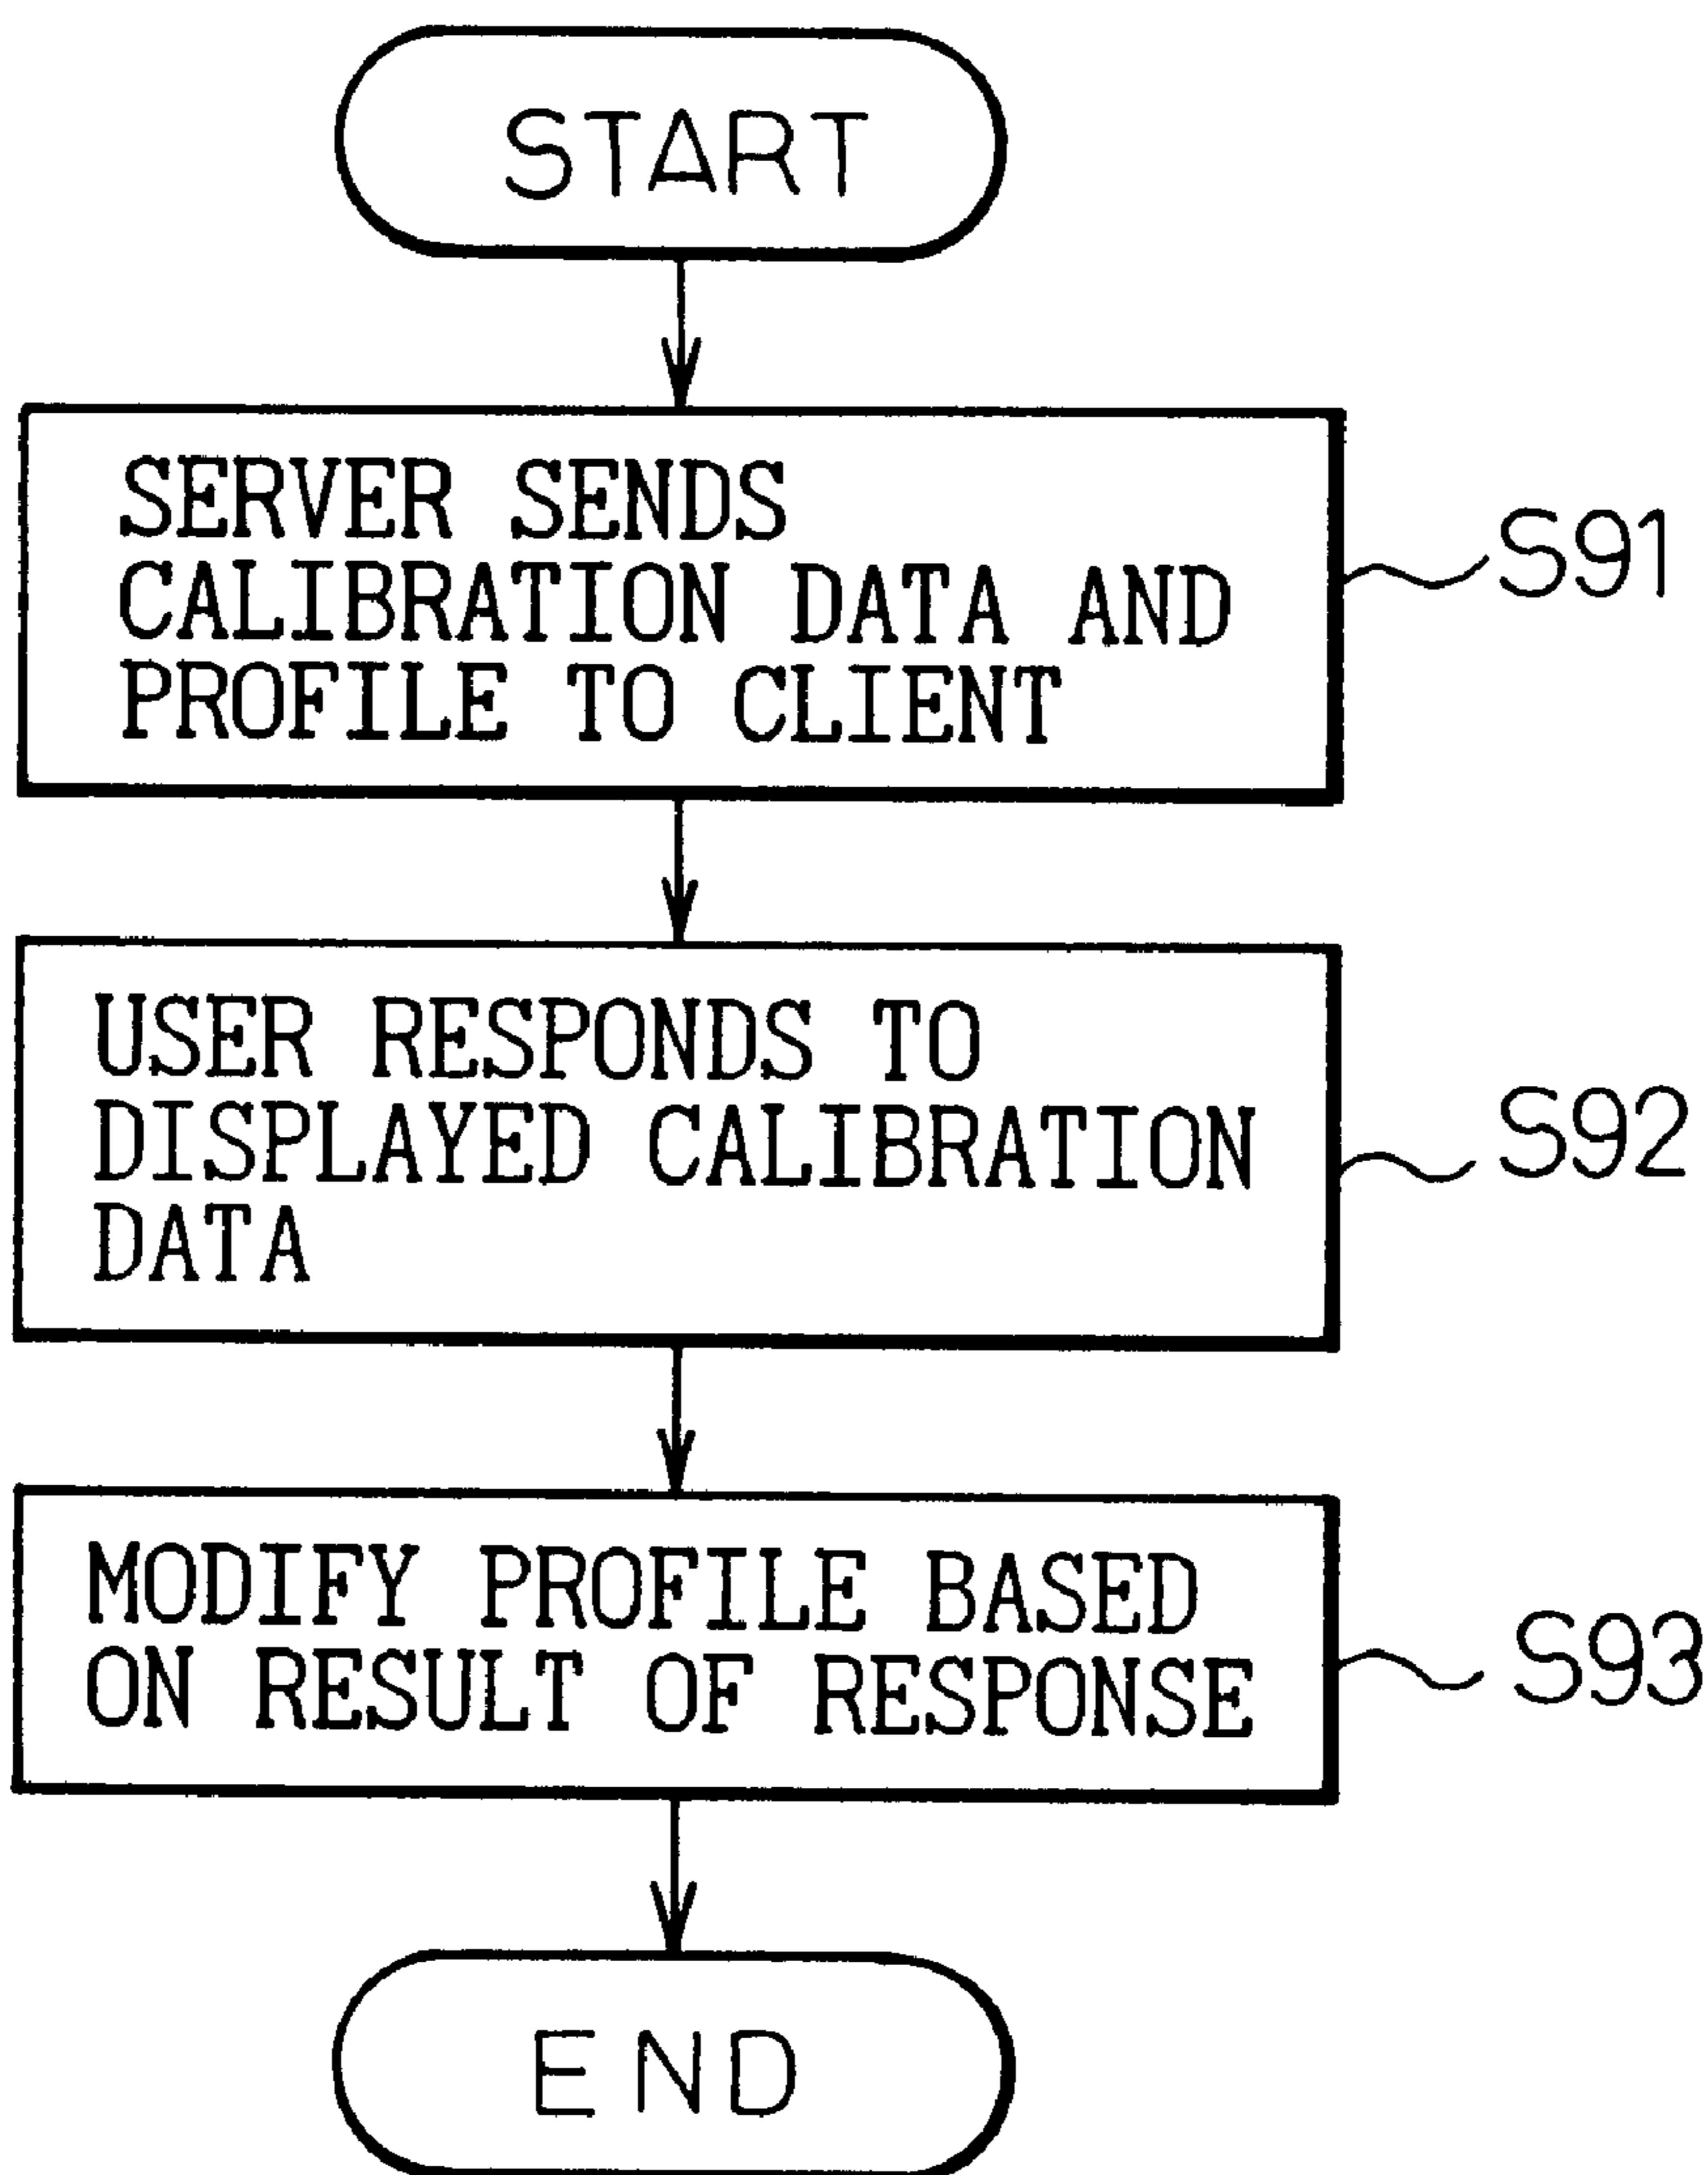 START
SERVER SENDS
CALIBRATION DATA AND
PROFILE TO CLIENT
S91
USER RESPONDS TO
DISPLAYED CALIBRATION
DATA
S92
MODIFY PROFILE BASED
ON RESULT OF RESPONSE
S93
END